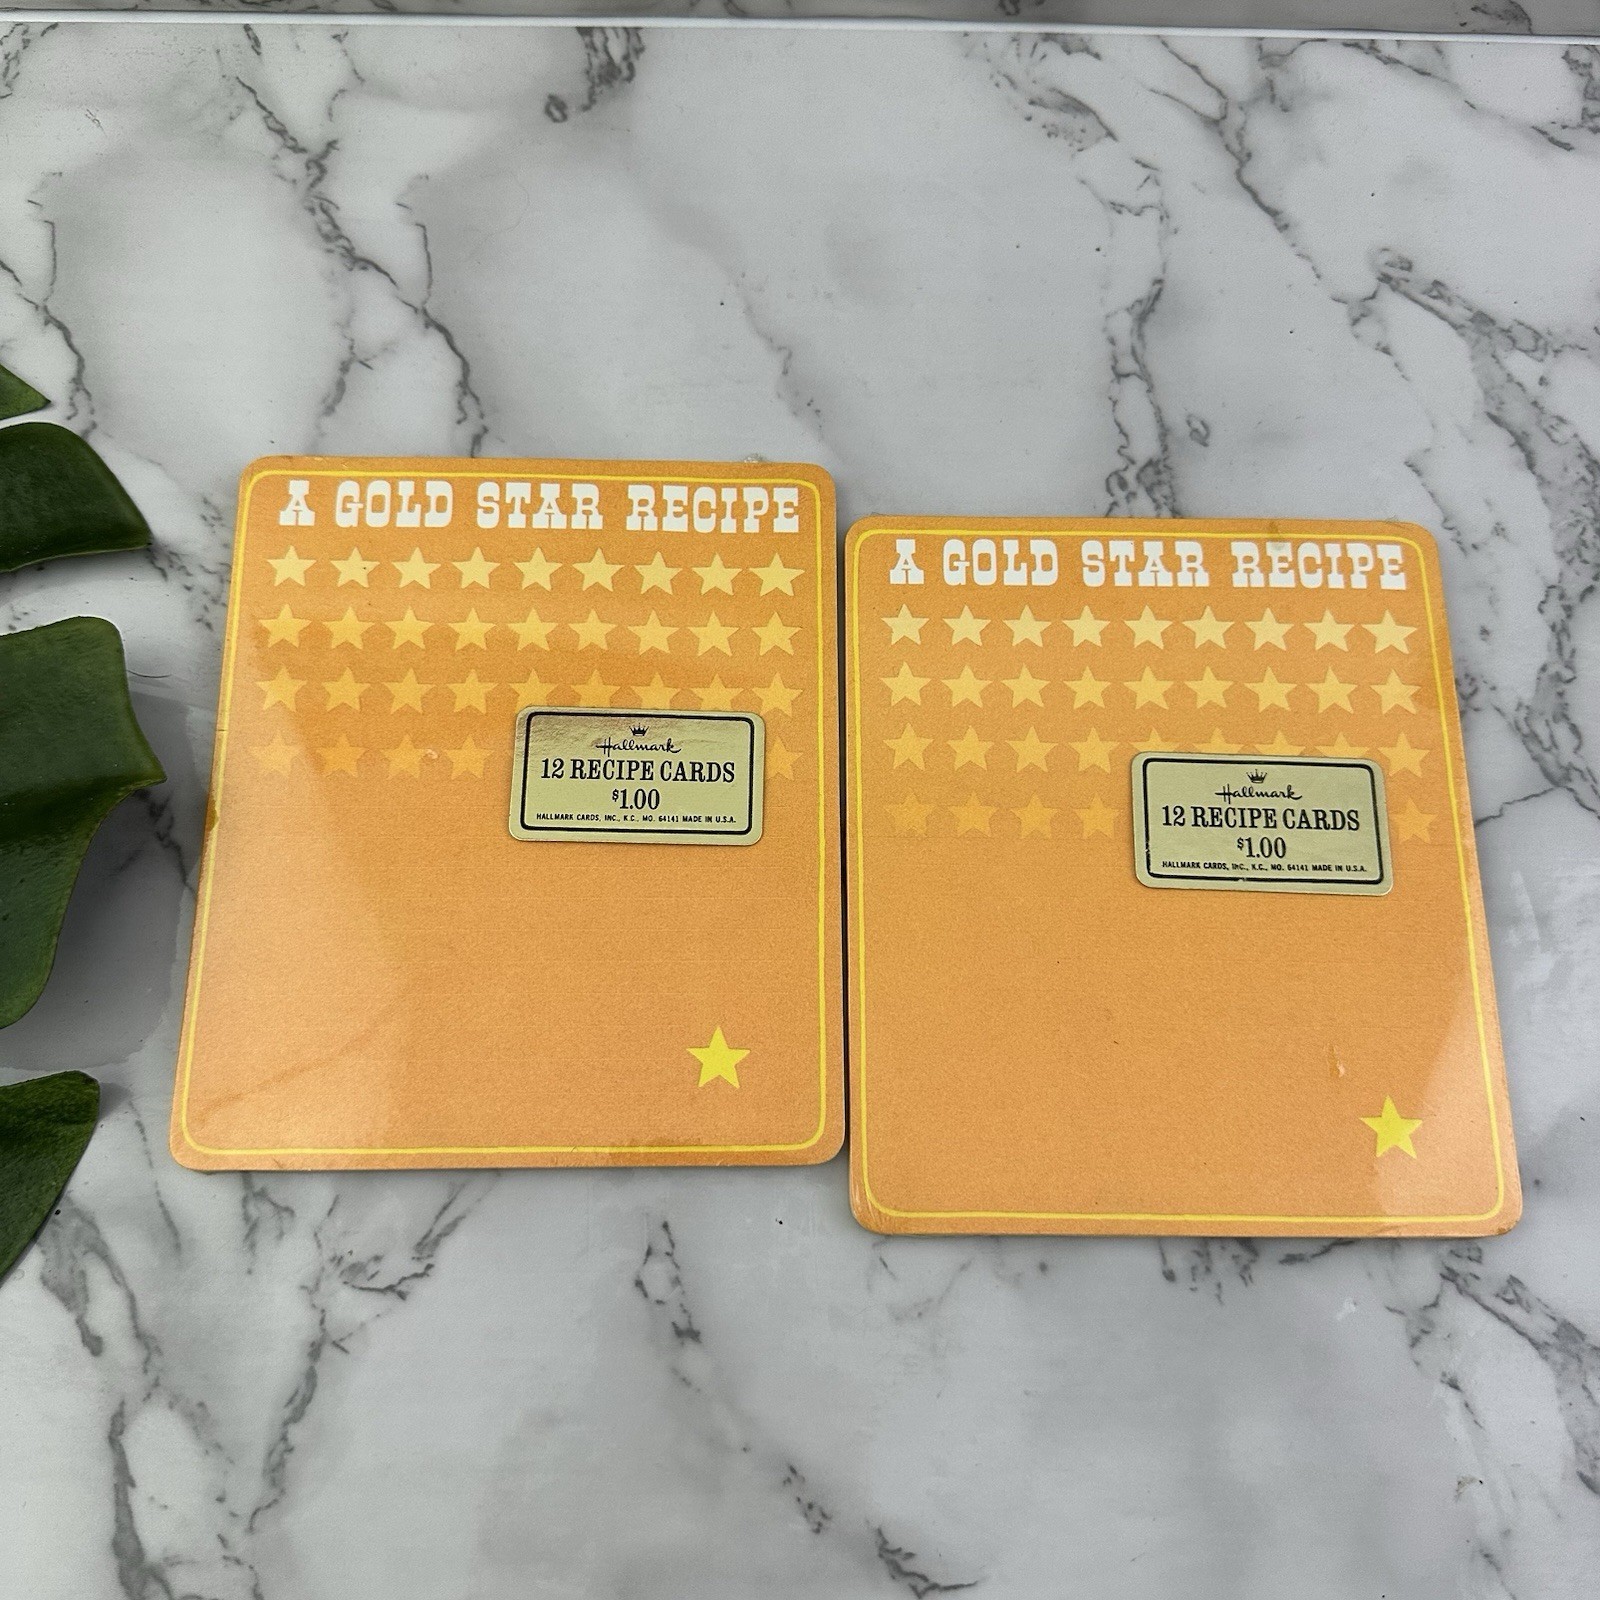 A GOLD STAR RECIPE
Hallmark
12 RECIPE CARDS
$1.00
HALLMARK CARDS, INC., K.C., MO. 64141 MADE IN U.S.A.
A GOLD STAR RECIPE
Hallmark
12 RECIPE CARDS
$1.00
HALLMARK CARDS, INC., K.C., MO. 64141 MADE IN U.S.A.